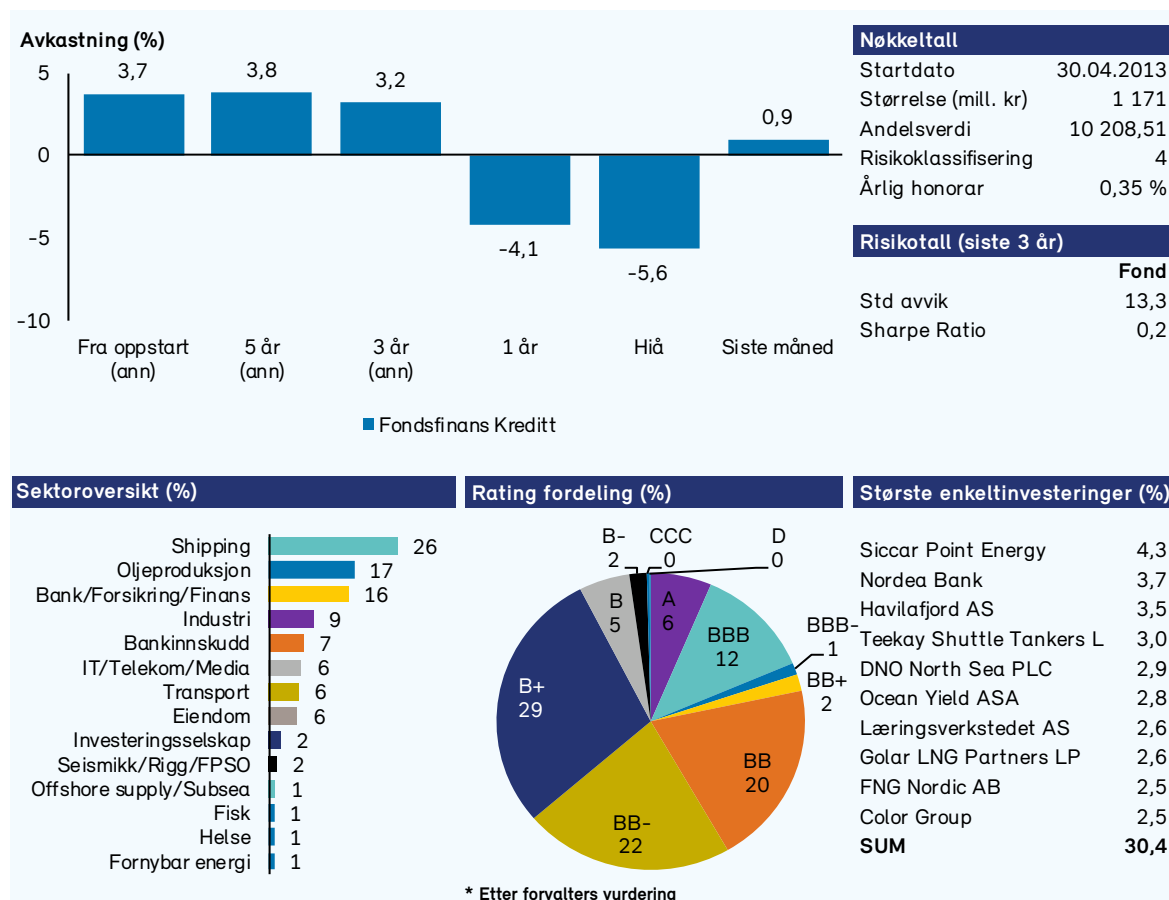 Avkastning (%)
5
0
-5
-10
3,7
3,8
3,2
-4,1
-5,6
0,9
Fra oppstart (ann)
5 år (ann)
3 år (ann)
1 år
Hiå
Siste måned
Fondsfinans Kreditt
Nøkkeltall
Startdato 30.04.2013
Størrelse (mill. kr) 1 171
Andelsverdi 10 208,51
Risikoklassifisering 4
Årlig honorar 0,35 %
Risikotall (siste 3 år)
Fond
Std avvik 13,3
Sharpe Ratio 0,2
Sektoroversikt (%)
Shipping 26
Oljeproduksjon 17
Bank/Forsikring/Finans 16
Industri 9
Bankinnskudd 7
IT/Telekom/Media 6
Transport 6
Eiendom 6
Investeringsselskap 2
Seismikk/Rigg/FPSO 2
Offshore supply/Subsea 1
Fisk 1
Helse 1
Fornybar energi 1
Rating fordeling (%)
A
6
BBB
12
BBB-
1
BB+
2
BB
20
BB-
22
B+
29
B
5
B-
2
CCC
0
D
0
* Etter forvalters vurdering
Største enkeltinvesteringer (%)
Siccar Point Energy 4,3
Nordea Bank 3,7
Havilafjord AS 3,5
Teekay Shuttle Tankers L 3,0
DNO North Sea PLC 2,9
Ocean Yield ASA 2,8
Læringsverkstedet AS 2,6
Golar LNG Partners LP 2,6
FNG Nordic AB 2,5
Color Group 2,5
SUM 30,4